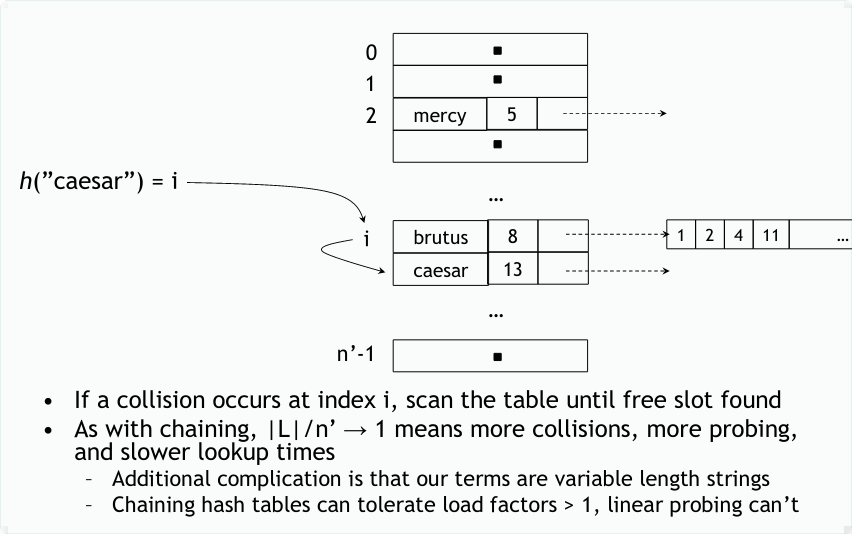 0
1
2 mercy 5
...
h(”caesar”) = i
i brutus 8 1 2 4 11 ...
caesar 13
...
n’-1
• If a collision occurs at index i, scan the table until free slot found
• As with chaining, |L|/n’ → 1 means more collisions, more probing,
and slower lookup times
– Additional complication is that our terms are variable length strings
– Chaining hash tables can tolerate load factors > 1, linear probing can’t